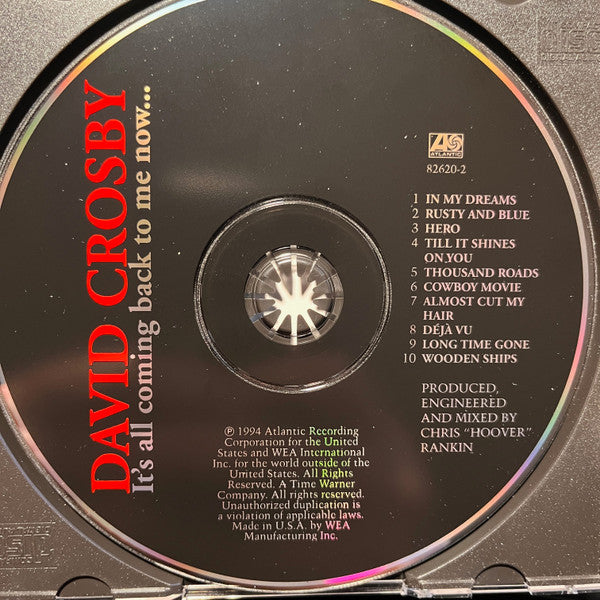 DAVID CROSBY
It's all coming back to me now...
ATLANTIC
82620-2
1 IN MY DREAMS
2 RUSTY AND BLUE
3 HERO
4 TILL IT SHINES
ON YOU
5 THOUSAND ROADS
6 COWBOY MOVIE
7 ALMOST CUT MY
HAIR
8 DÉJÀ VU
9 LONG TIME GONE
10 WOODEN SHIPS
PRODUCED,
ENGINEERED
AND MIXED BY
CHRIS "HOOVER"
RANKIN
℗ 1994 Atlantic Recording
Corporation for the United
States and WEA International
Inc. for the world outside of the
United States. All Rights
Reserved. A Time Warner
Company. All rights reserved.
Unauthorized duplication is
a violation of applicable laws.
Made in U.S.A. by WEA
Manufacturing Inc.